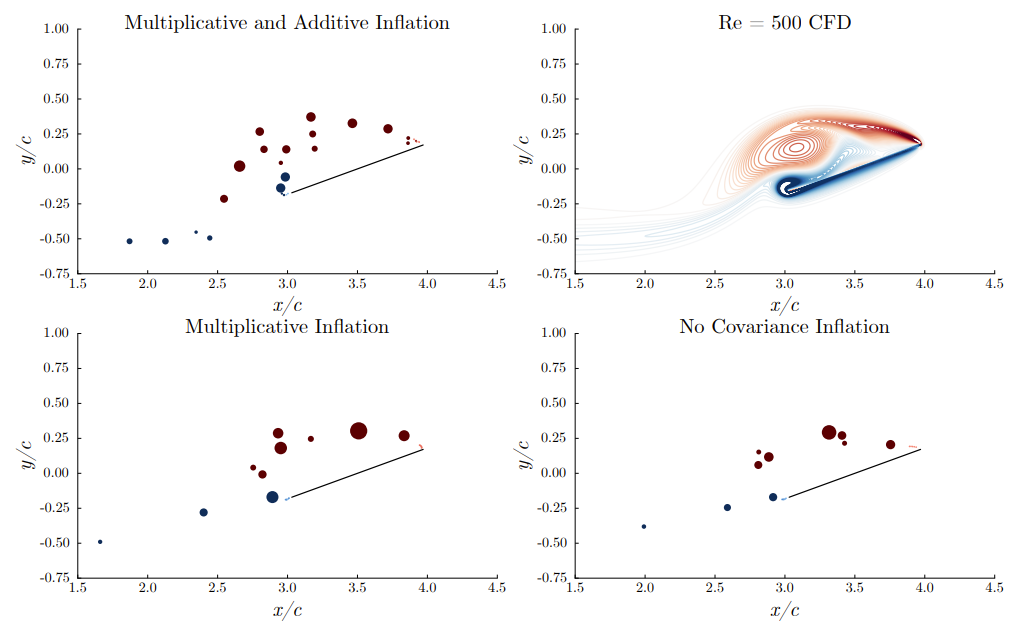 Multiplicative and Additive Inflation
1.00
0.75
0.50
0.25
0.00
-0.25
-0.50
-0.75
y/c
1.5 2.0 2.5 3.0 3.5 4.0 4.5
x/c
Re = 500 CFD
1.00
0.75
0.50
0.25
0.00
-0.25
-0.50
-0.75
y/c
1.5 2.0 2.5 3.0 3.5 4.0 4.5
x/c
Multiplicative Inflation
1.00
0.75
0.50
0.25
0.00
-0.25
-0.50
-0.75
y/c
1.5 2.0 2.5 3.0 3.5 4.0 4.5
x/c
No Covariance Inflation
1.00
0.75
0.50
0.25
0.00
-0.25
-0.50
-0.75
y/c
1.5 2.0 2.5 3.0 3.5 4.0 4.5
x/c